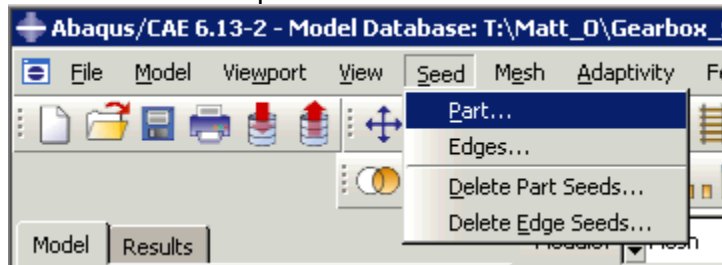 Abaqus/CAE 6.13-2 - Model Database: T:\Matt_O\Gearbox_
File Model Viewport View Seed Mesh Adaptivity
Part...
Edges...
Delete Part Seeds...
Delete Edge Seeds...
Model Results